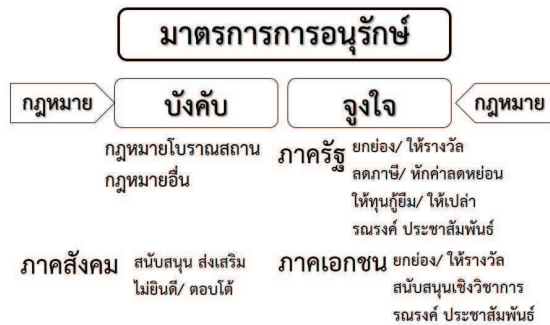 มาตรการการอนุรักษ์
กฎหมาย
บังคับ
จูงใจ
กฎหมาย
กฎหมายโบราณสถาน
กฎหมายอื่น
ภาครัฐ
ยกย่อง/ ให้รางวัล
ลดภาษี/ หักค่าลดหย่อน
ให้ทุนกู้ยืม/ ให้เปล่า
รณรงค์ ประชาสัมพันธ์
ภาคสังคม
สนับสนุน ส่งเสริม
ไม่ยินดี/ ตอบโต้
ภาคเอกชน
ยกย่อง/ ให้รางวัล
สนับสนุนเชิงวิชาการ
รณรงค์ ประชาสัมพันธ์